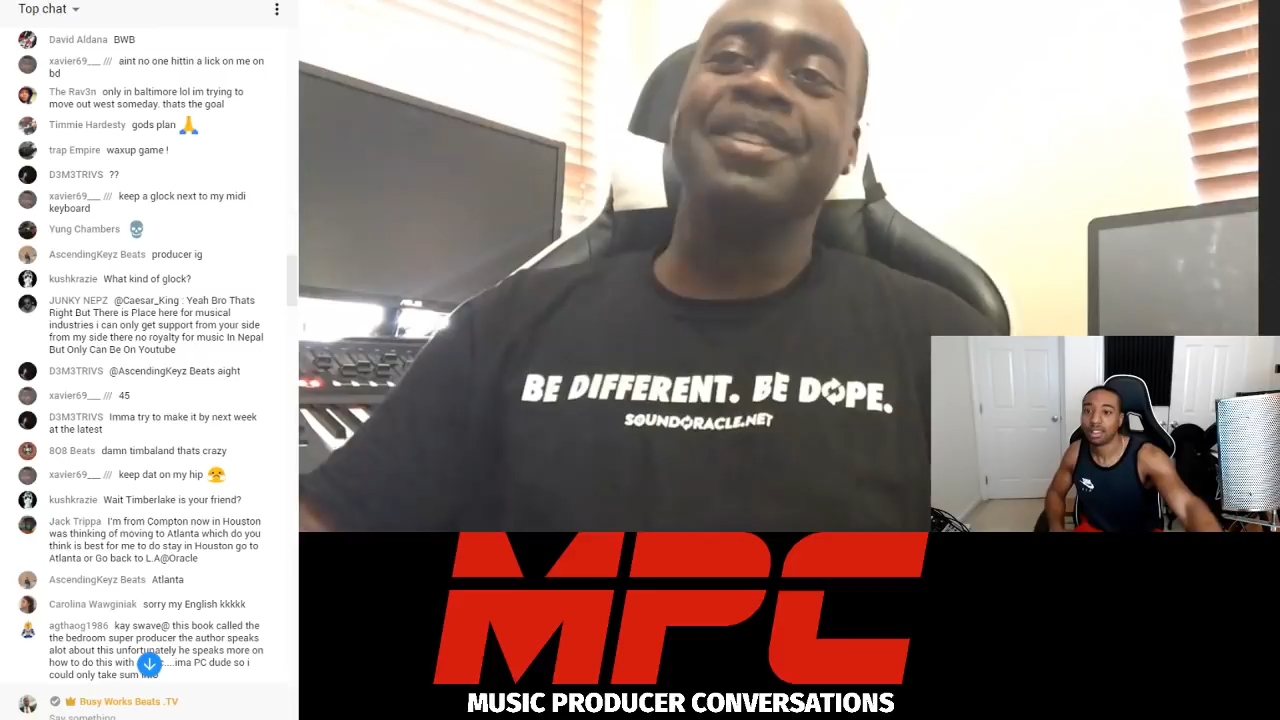 Top chat
David Aldana BWB
xavier69___ /// aint no one hittin a lick on me on
bd
The Rav3n only in baltimore lol im trying to
move out west someday. thats the goal
Timmie Hardesty gods plan 🙏
trap Empire waxup game !
D3M3TRIVS ??
xavier69___ /// keep a glock next to my midi
keyboard
Yung Chambers 💀
AscendingKeyz Beats producer ig
kushkrazie What kind of glock?
JUNKY NEPZ @Caesar_King : Yeah Bro Thats
Right But There is Place here for musical
industries i can only get support from your side
from my side there no royalty for music In Nepal
But Only Can Be On Youtube
D3M3TRIVS @AscendingKeyz Beats aight
xavier69___ /// 45
D3M3TRIVS Imma try to make it by next week
at the latest
808 Beats damn timbaland thats crazy
xavier69___ /// keep dat on my hip 😤
kushkrazie Wait Timberlake is your friend?
Jack Trippa I'm from Compton now in Houston
was thinking of moving to Atlanta which do you
think is best for me to do stay in Houston go to
Atlanta or Go back to L.A@Oracle
AscendingKeyz Beats Atlanta
Carolina Wawginiak sorry my English kkkkk
agthaog1986 kay swave@ this book called the
the bedroom super producer the author speaks
alot about this unfortunately he speaks more on
how to do this with ....ima PC dude so i
could only take sum
Busy Works Beats .TV
Say something
BE DIFFERENT. BE DOPE.
SOUNDORACLE.NET
MPC
MUSIC PRODUCER CONVERSATIONS